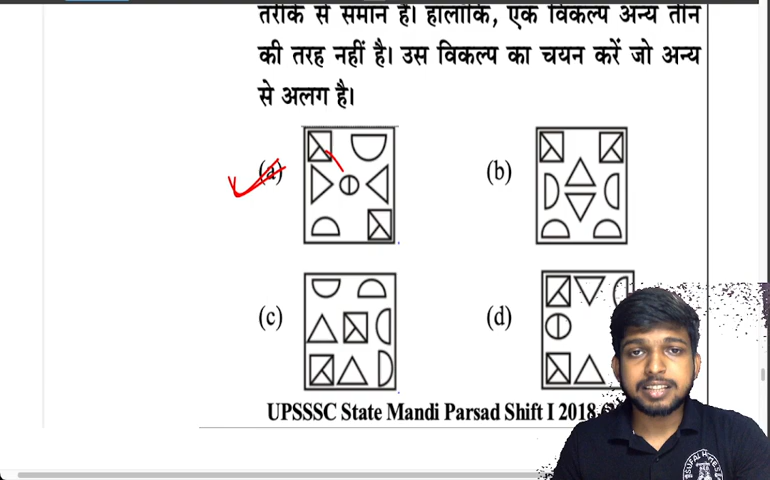 तरीके से समान हैं। हालांकि, एक विकल्प अन्य तीन
की तरह नहीं है। उस विकल्प का चयन करें जो अन्य
से अलग है।
(a)
(b)
(c)
(d)
UPSSSC State Mandi Parsad Shift I 2018